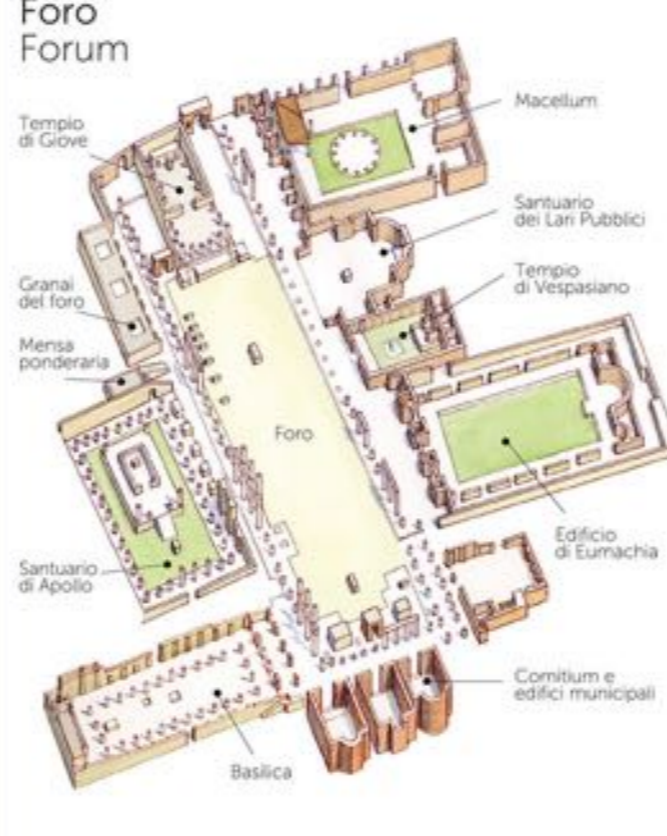 Foro
Forum
Macellum
Tempio
di Giove
Santuario
dei Lari Pubblici
Tempio
di Vespasiano
Granai
del foro
Mensa
ponderaria
Foro
Edificio
di Eumachia
Santuario
di Apollo
Comitium e
edifici municipali
Basilica